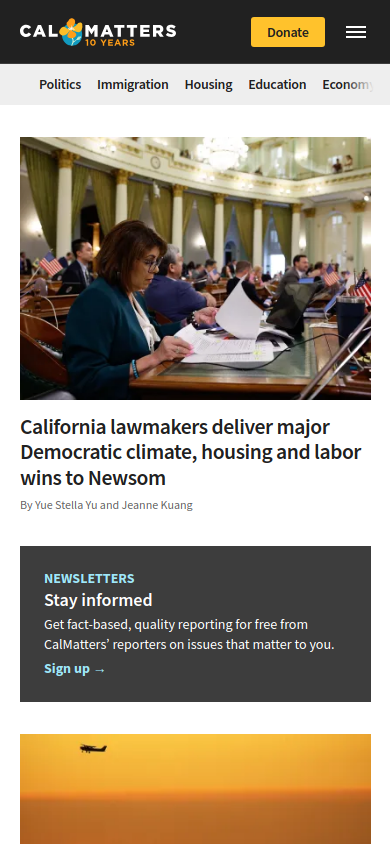 CALMATTERS
10 YEARS
Donate
Politics Immigration Housing Education Economy
California lawmakers deliver major
Democratic climate, housing and labor
wins to Newsom
By Yue Stella Yu and Jeanne Kuang
NEWSLETTERS
Stay informed
Get fact-based, quality reporting for free from
CalMatters’ reporters on issues that matter to you.
Sign up →